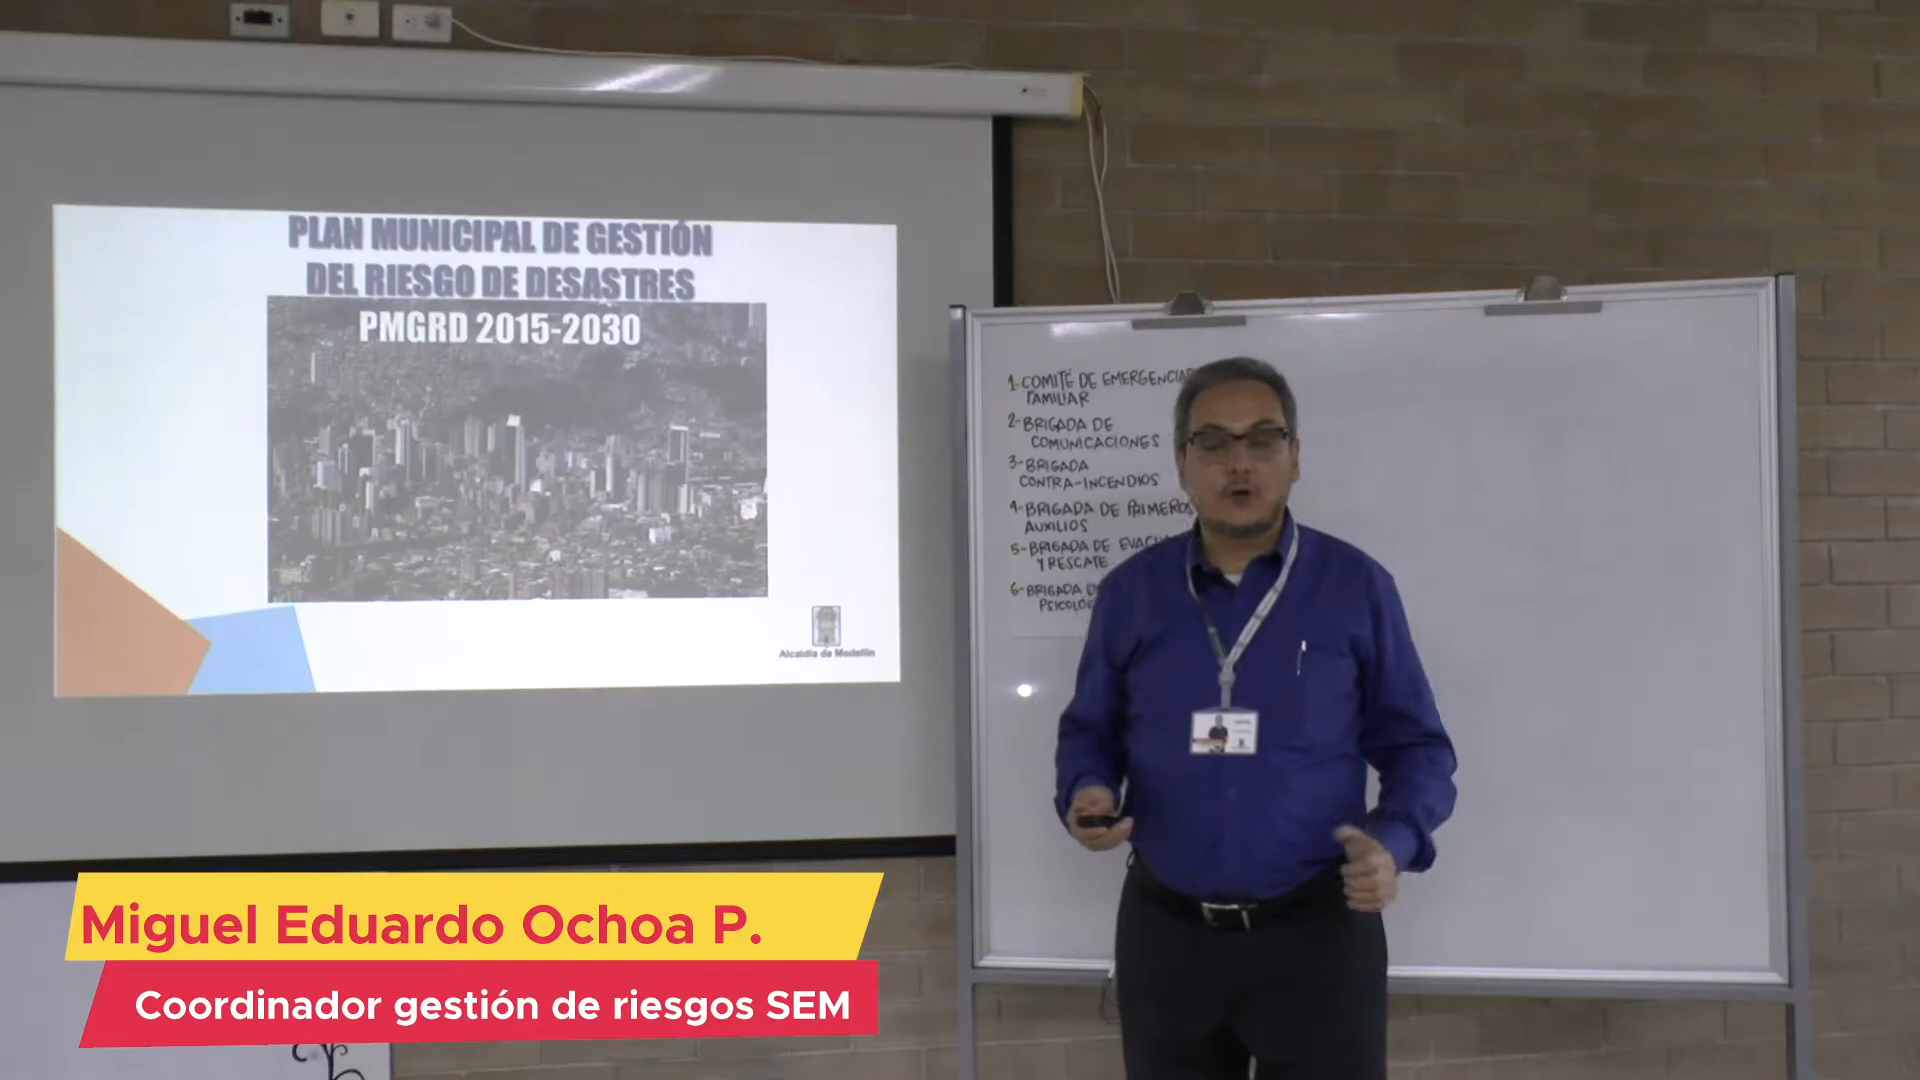 PLAN MUNICIPAL DE GESTIÓN
DEL RIESGO DE DESASTRES
PMGRD 2015-2030
Alcaldía de Medellín
1-COMITÉ DE EMERGENCIA
FAMILIAR
2-BRIGADA DE
COMUNICACIONES
3-BRIGADA
CONTRA-INCENDIOS
4-BRIGADA DE PRIMEROS
AUXILIOS
5-BRIGADA DE
Y RESCATE
6-BRIGADA
Miguel Eduardo Ochoa P.
Coordinador gestión de riesgos SEM